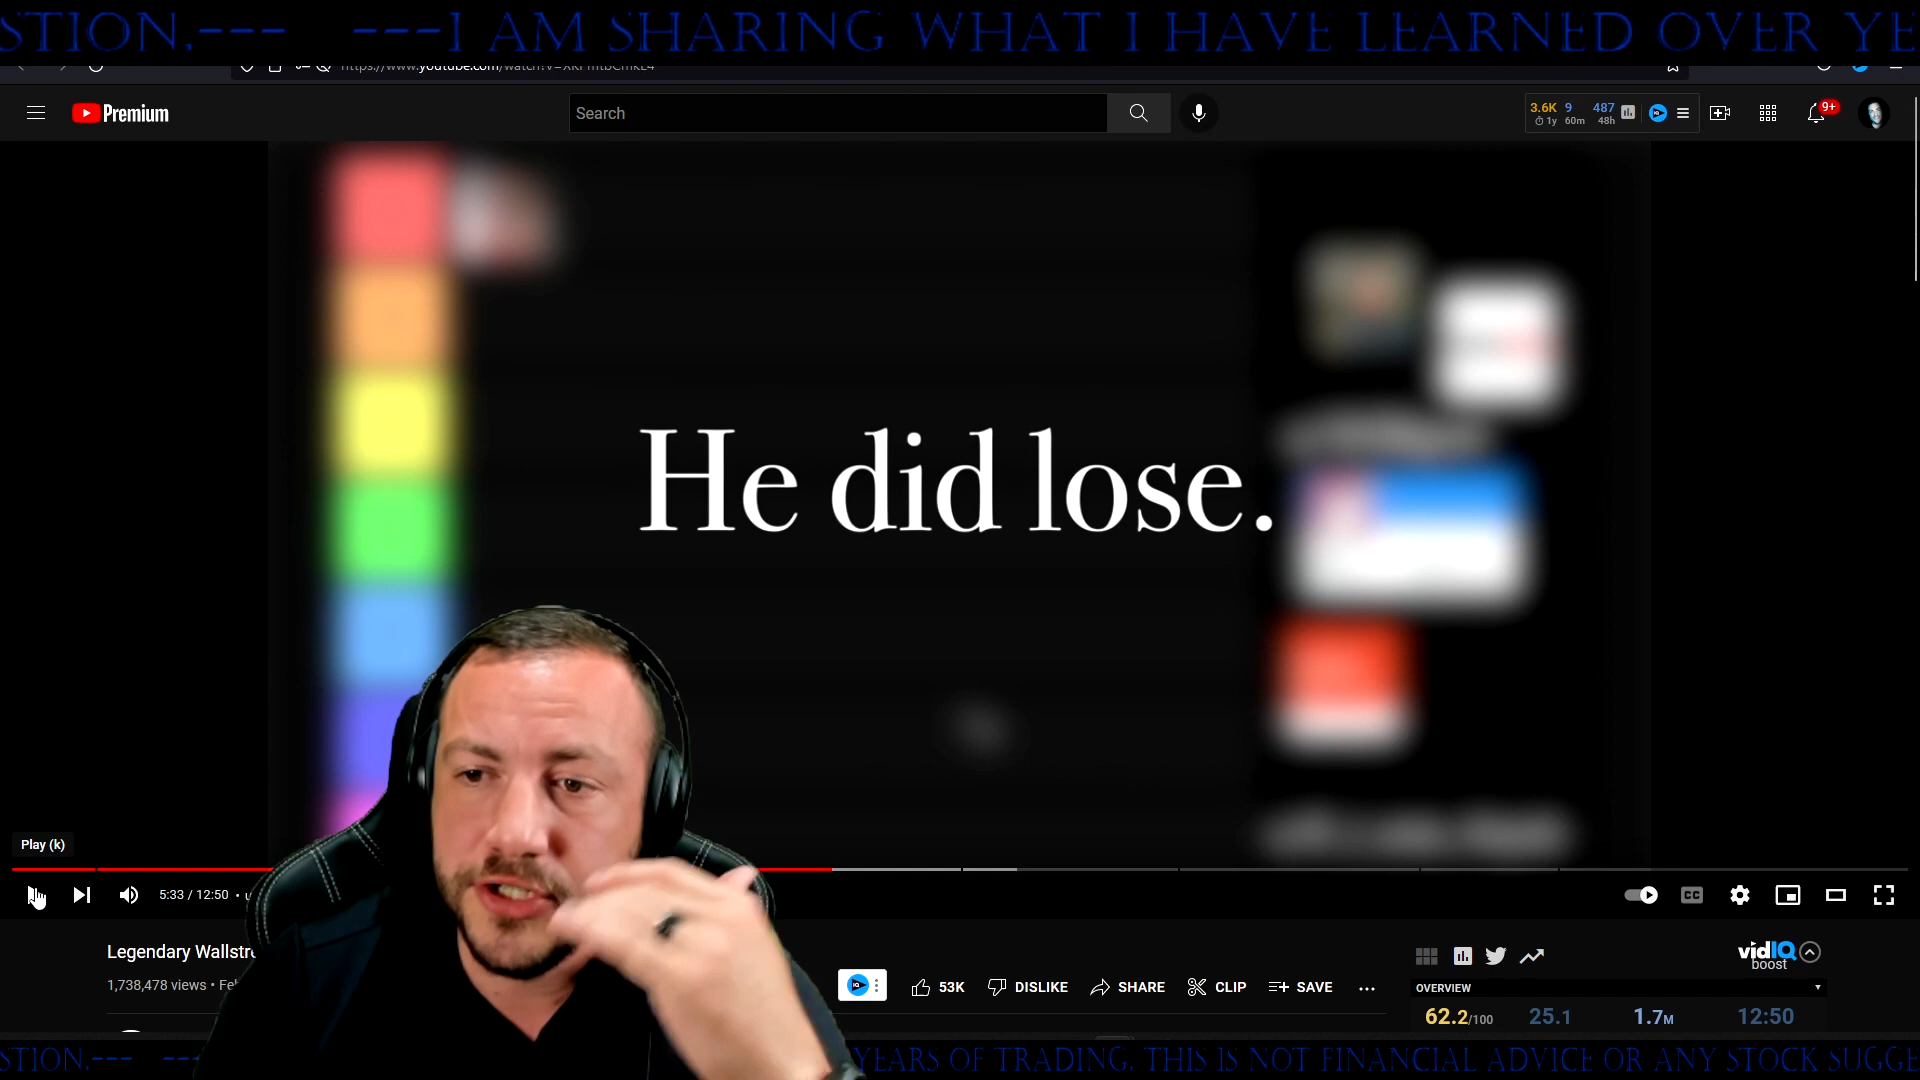 STION.--- ---I AM SHARING WHAT I HAVE LEARNED OVER YE
Premium
Search
3.6K 9 487
1y 60m 48h
9+
He did lose.
Play (k)
5:33 / 12:50 •
CC
Legendary Wallstr
1,738,478 views • Fe
53K DISLIKE SHARE CLIP SAVE
vidIQ
boost
OVERVIEW
62.2/100 25.1 1.7M 12:50
STION.--- YEARS OF TRADING. THIS IS NOT FINANCIAL ADVICE OR ANY STOCK SUGGE